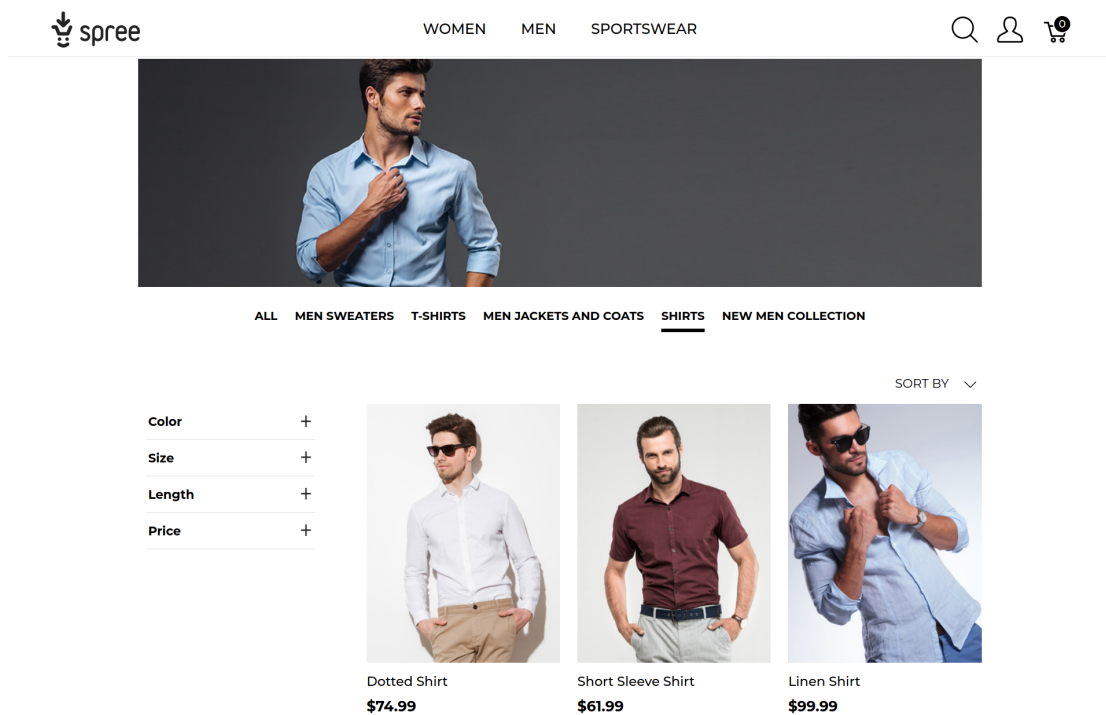 spree
WOMEN MEN SPORTSWEAR
0
ALL MEN SWEATERS T-SHIRTS MEN JACKETS AND COATS SHIRTS NEW MEN COLLECTION
SORT BY
Color
Size
Length
Price
Dotted Shirt
$74.99
Short Sleeve Shirt
$61.99
Linen Shirt
$99.99